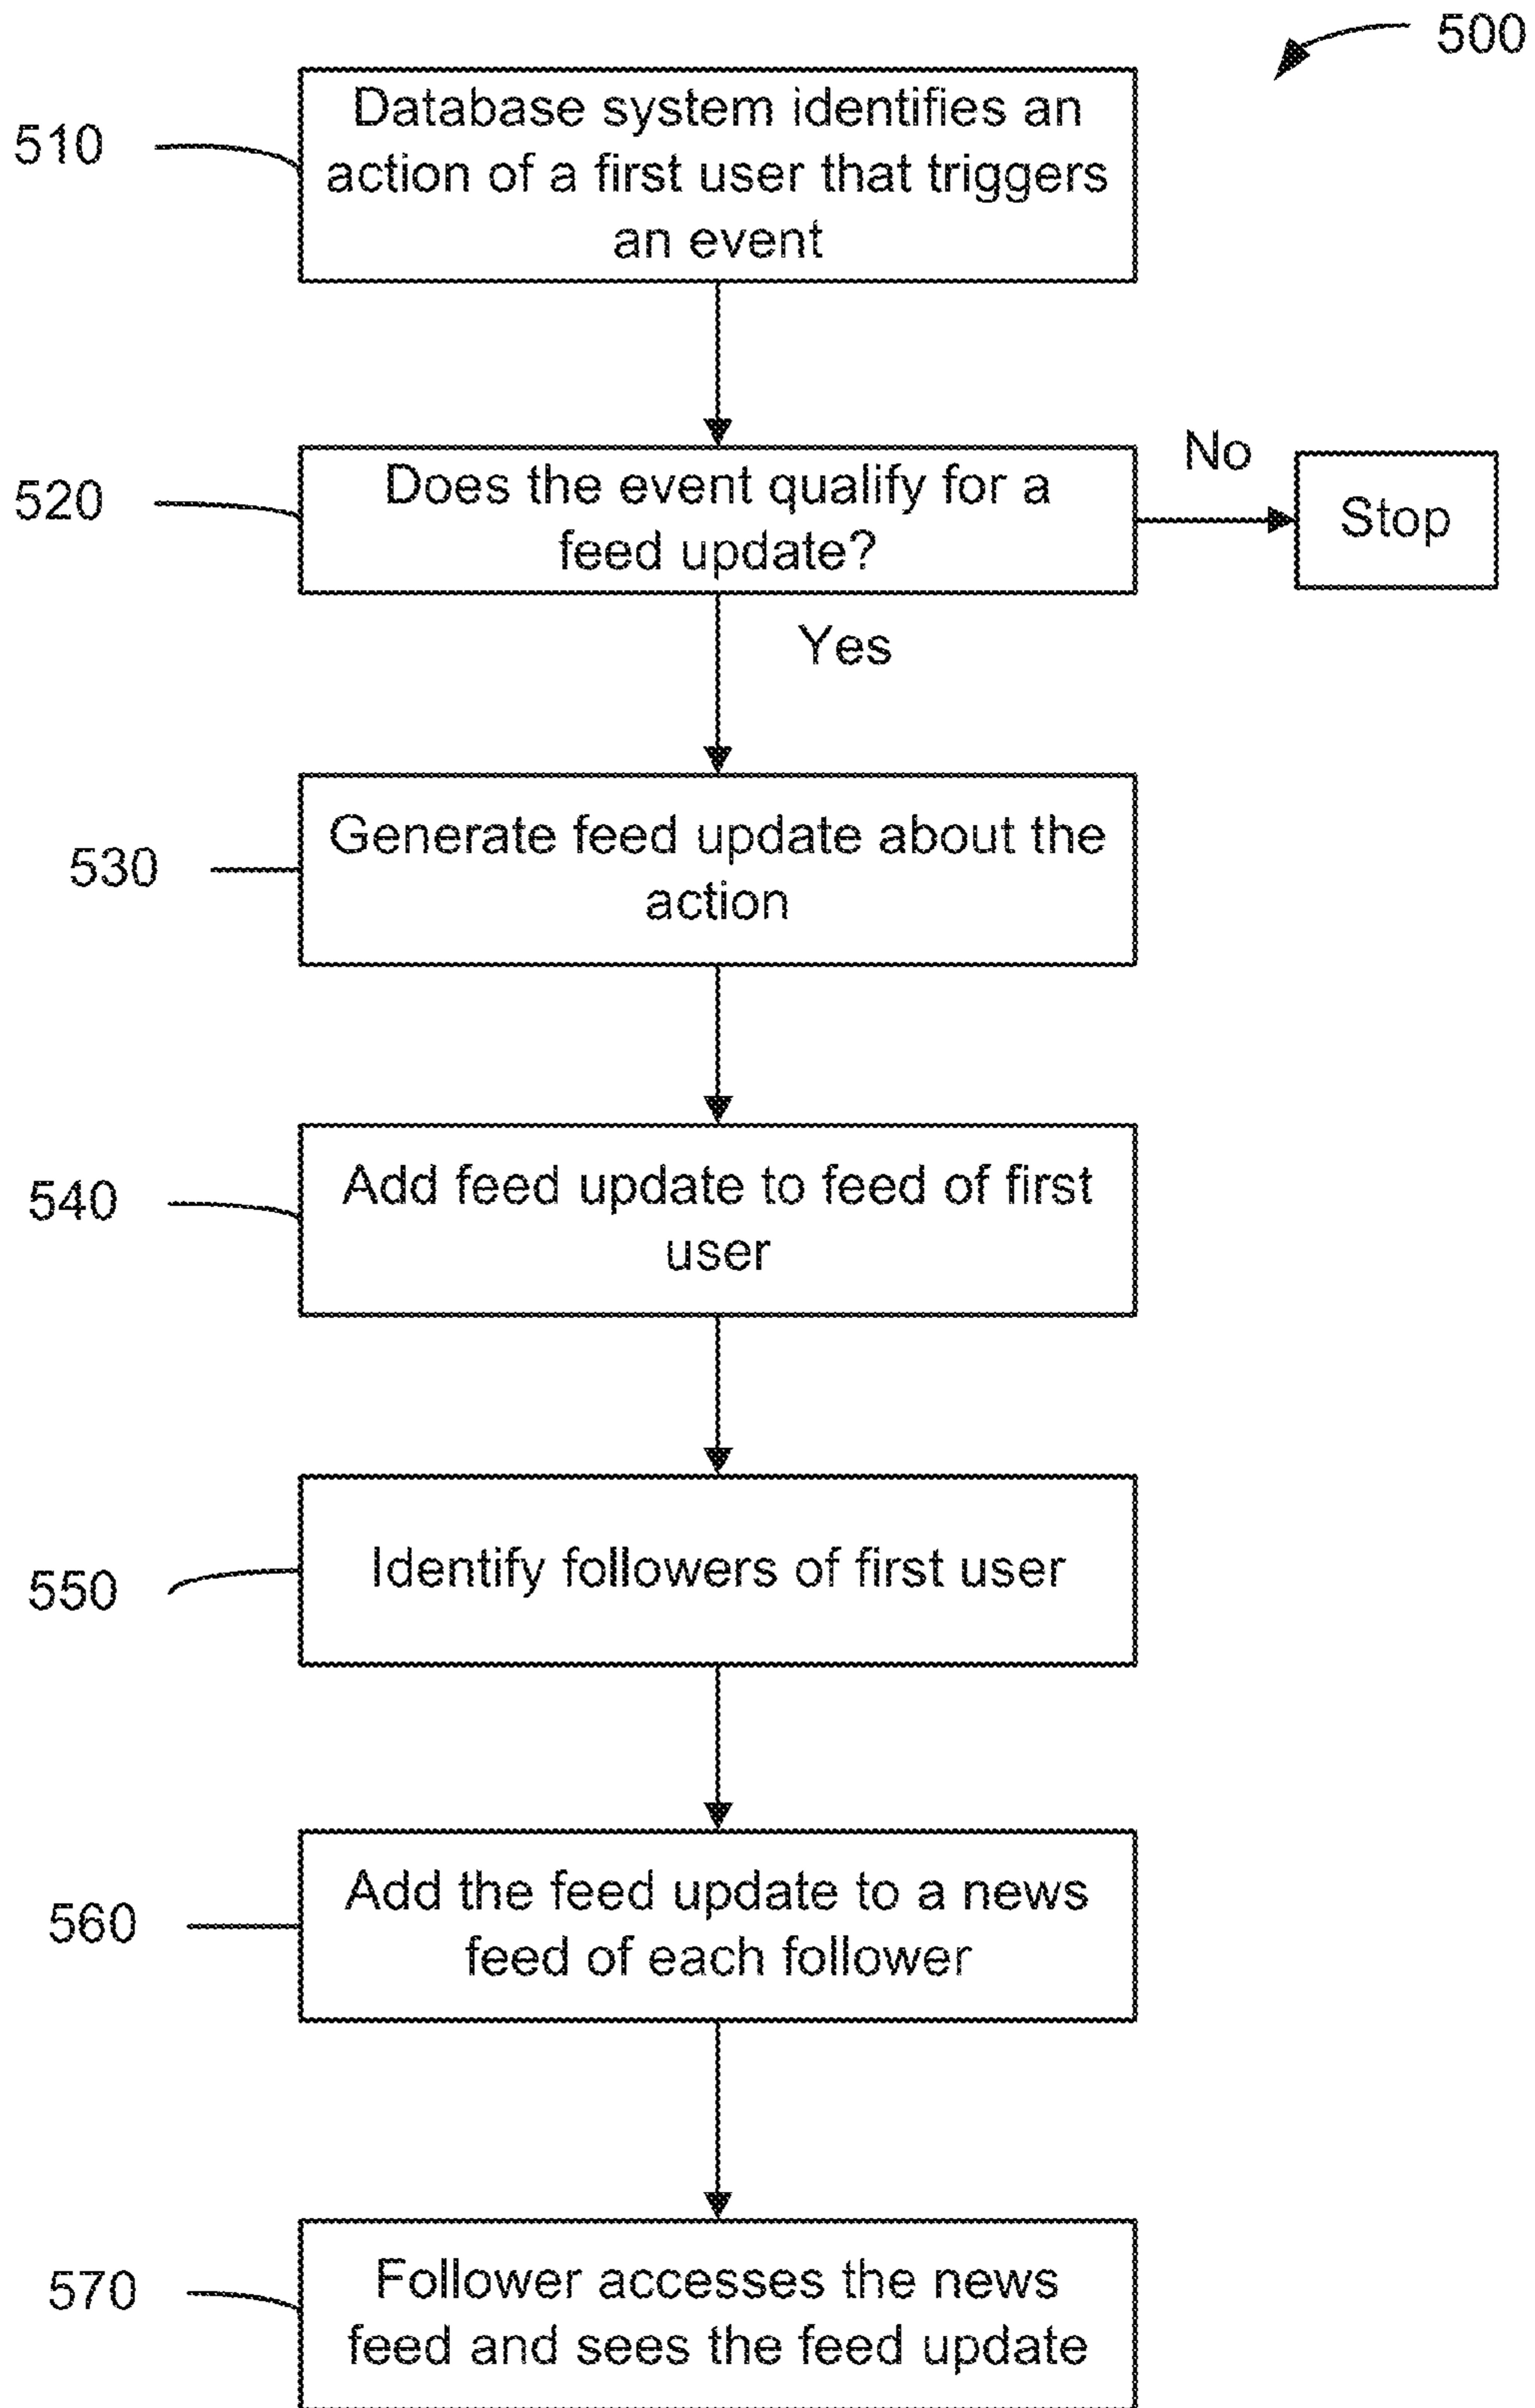 500
510
Database system identifies an
action of a first user that triggers
an event
520
Does the event qualify for a
feed update?
No
Stop
Yes
530
Generate feed update about the
action
540
Add feed update to feed of first
user
550
Identify followers of first user
560
Add the feed update to a news
feed of each follower
570
Follower accesses the news
feed and sees the feed update